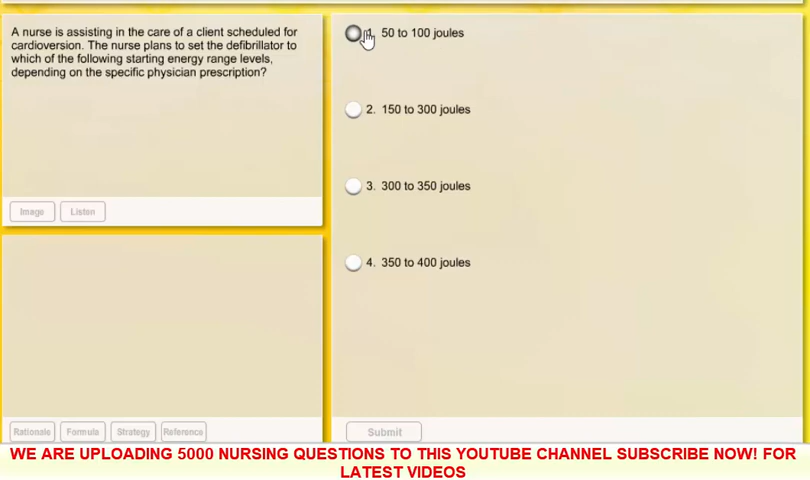 A nurse is assisting in the care of a client scheduled for
cardioversion. The nurse plans to set the defibrillator to
which of the following starting energy range levels,
depending on the specific physician prescription?
Image Listen
1. 50 to 100 joules
2. 150 to 300 joules
3. 300 to 350 joules
4. 350 to 400 joules
Rationale Formula Strategy Reference
Submit
WE ARE UPLOADING 5000 NURSING QUESTIONS TO THIS YOUTUBE CHANNEL SUBSCRIBE NOW! FOR
LATEST VIDEOS